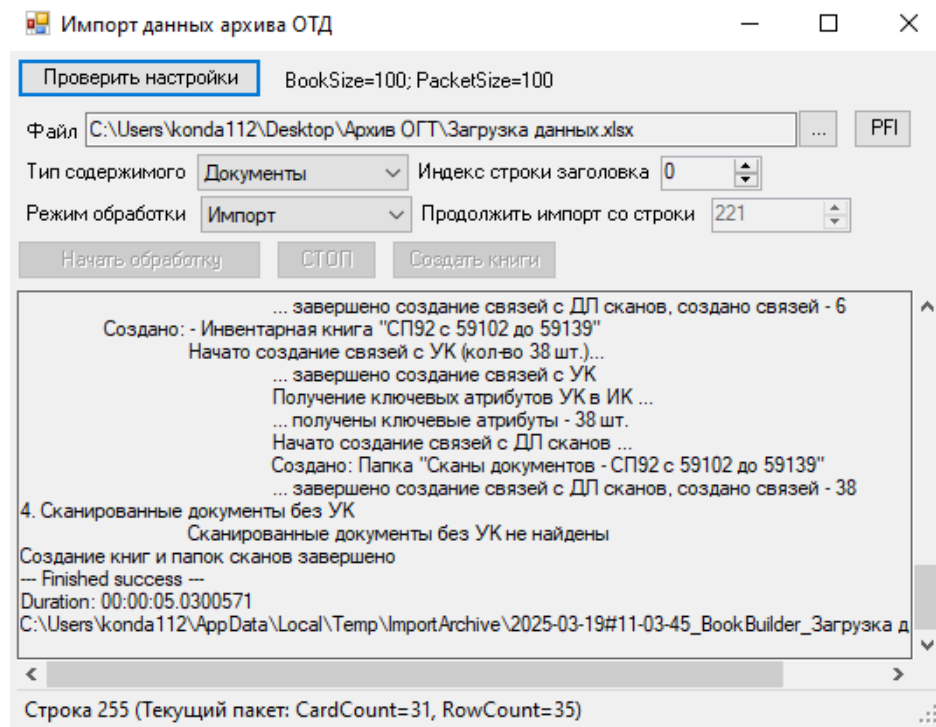 Импорт данных архива ОТД
Проверить настройки BookSize=100; PacketSize=100
Файл C:\Users\konda112\Desktop\Архив ОГТ\Загрузка данных.xlsx ... PFI
Тип содержимого Документы Индекс строки заголовка 0
Режим обработки Импорт Продолжить импорт со строки 221
Начать обработку СТОП Создать книги
... завершено создание связей с ДП сканов, создано связей - 6
Создано: - Инвентарная книга "СП92 с 59102 до 59139"
Начато создание связей с УК (кол-во 38 шт.)...
... завершено создание связей с УК
Получение ключевых атрибутов УК в ИК ...
... получены ключевые атрибуты - 38 шт.
Начато создание связей с ДП сканов ...
Создано: Папка "Сканы документов - СП92 с 59102 до 59139"
... завершено создание связей с ДП сканов, создано связей - 38
4. Сканированные документы без УК
Сканированные документы без УК не найдены
Создание книг и папок сканов завершено
--- Finished success ---
Duration: 00:00:05.0300571
C:\Users\konda112\AppData\Local\Temp\ImportArchive\2025-03-19#11-03-45_BookBuilder_Загрузка д
Строка 255 (Текущий пакет: CardCount=31, RowCount=35)